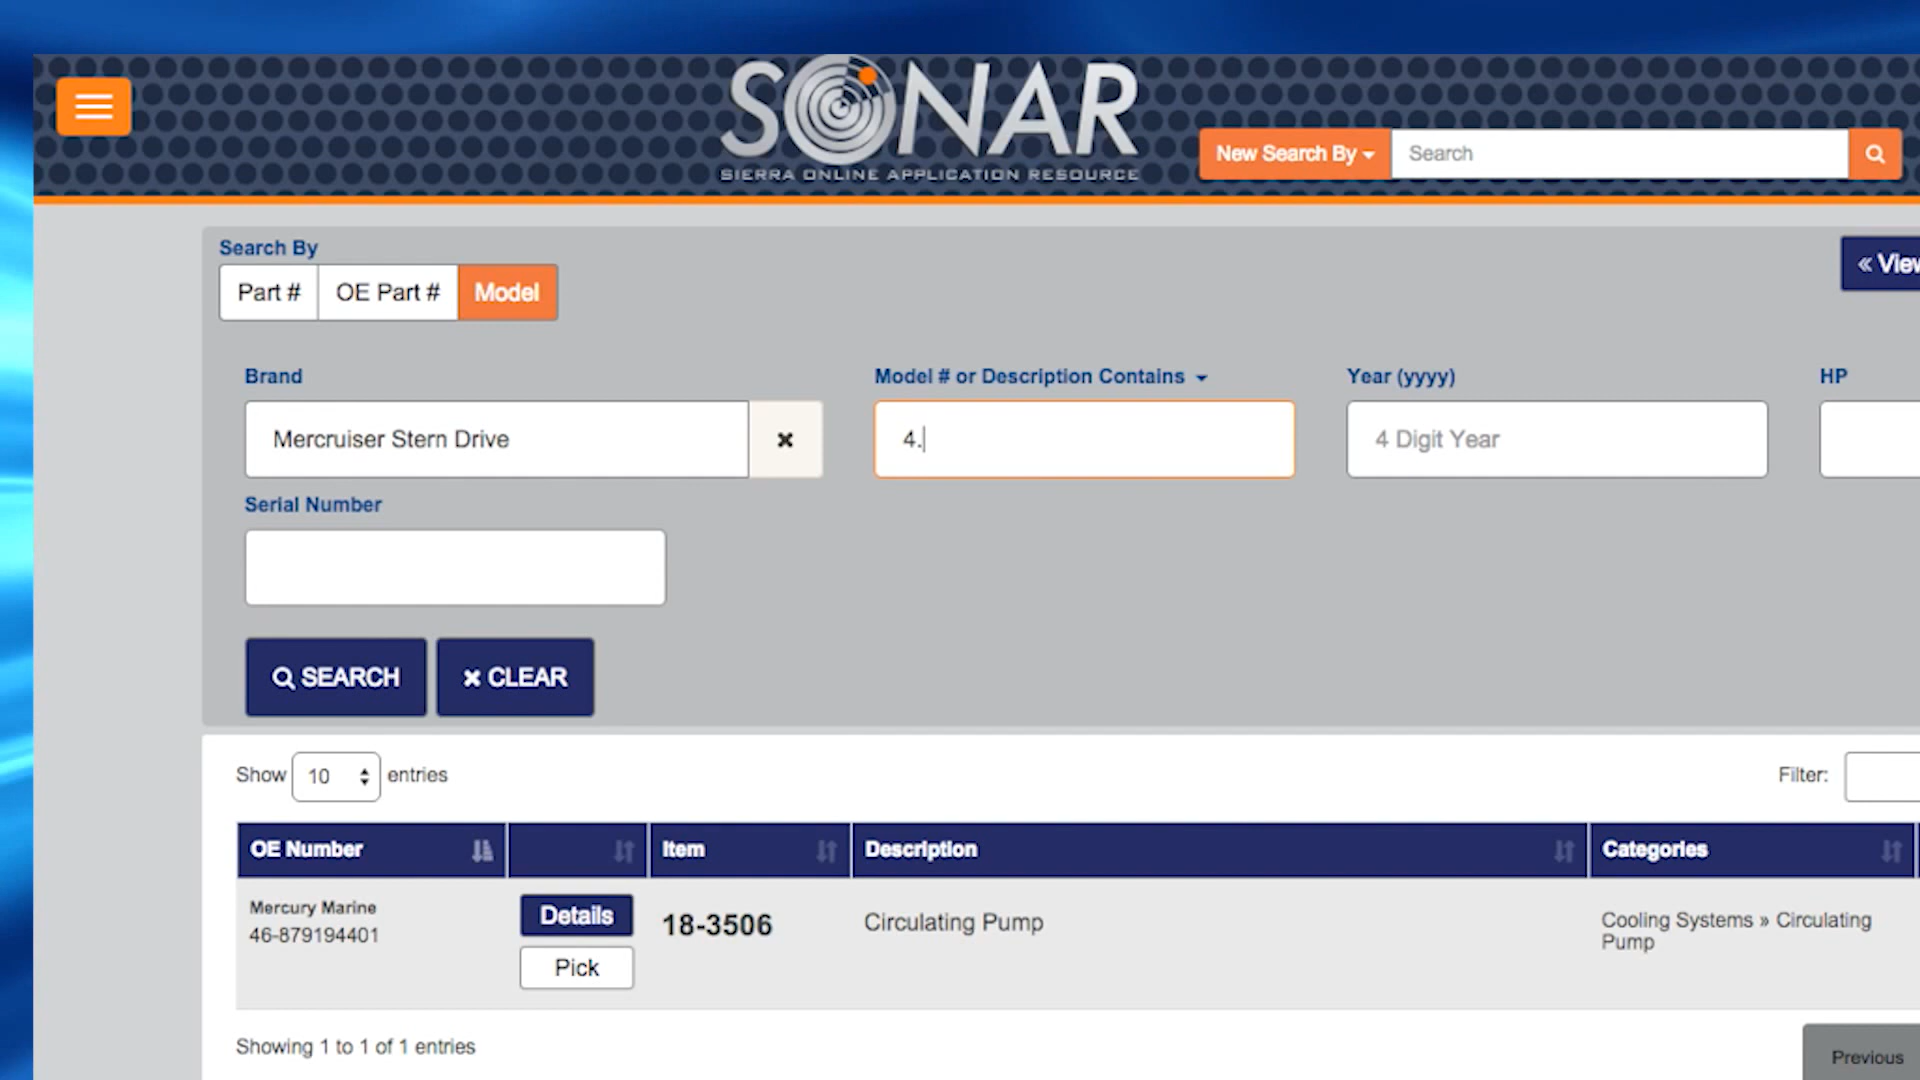 SONAR
SIERRA ONLINE APPLICATION RESOURCE
New Search By
Search
Search By
Part #
OE Part #
Model
« View
Brand
Model # or Description Contains
Year (yyyy)
HP
Mercruiser Stern Drive
4.
4 Digit Year
Serial Number
SEARCH
CLEAR
Show 10 entries
Filter:
OE Number
Item
Description
Categories
Mercury Marine
46-879194401
Details
Pick
18-3506
Circulating Pump
Cooling Systems » Circulating
Pump
Showing 1 to 1 of 1 entries
Previous